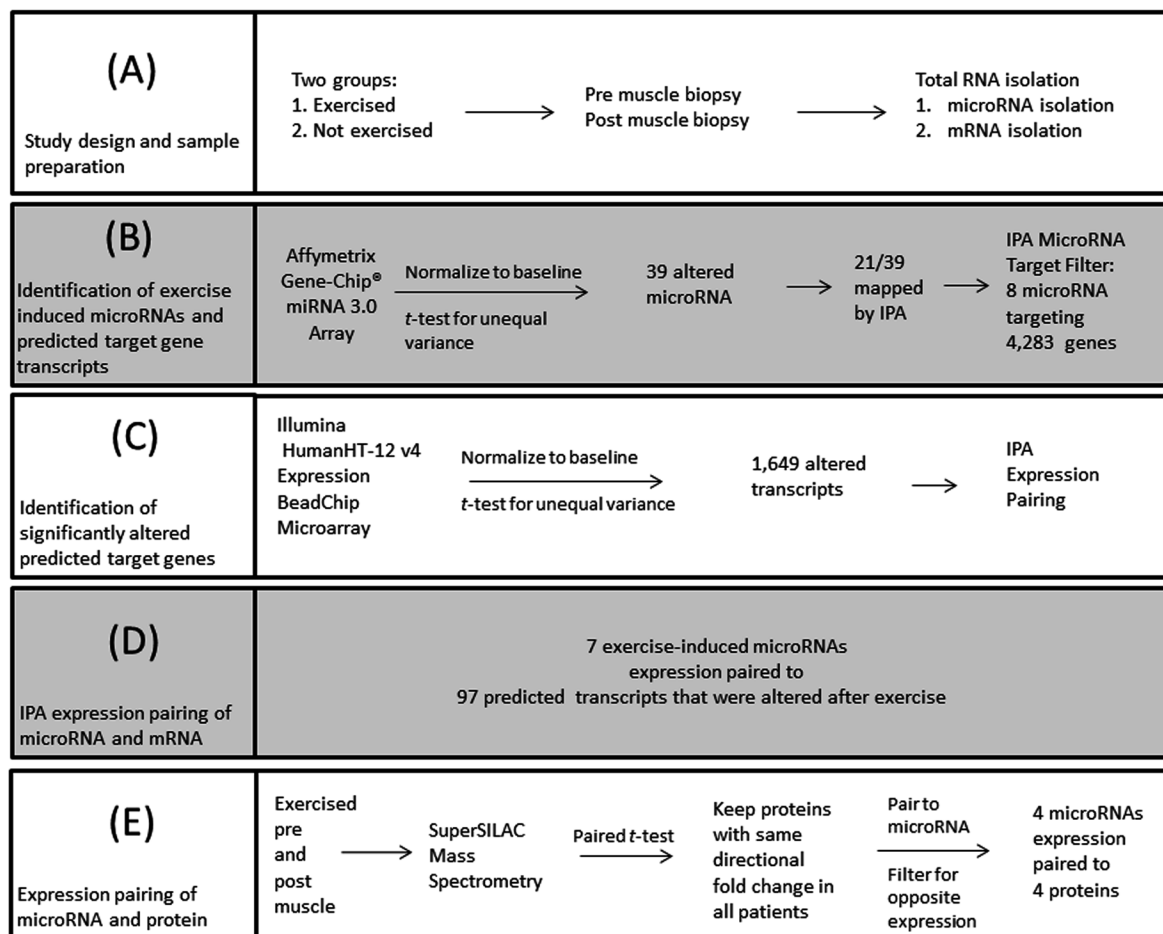 (A)
Study design and sample
preparation
Two groups:
1. Exercised
2. Not exercised
Pre muscle biopsy
Post muscle biopsy
Total RNA isolation
1. microRNA isolation
2. mRNA isolation
(B)
Identification of exercise
induced microRNAs and
predicted target gene
transcripts
Affymetrix
Gene-Chip®
miRNA 3.0
Array
Normalize to baseline
t-test for unequal
variance
39 altered
microRNA
21/39
mapped
by IPA
IPA MicroRNA
Target Filter:
8 microRNA
targeting
4,283 genes
(C)
Identification of
significantly altered
predicted target genes
Illumina
HumanHT-12 v4
Expression
BeadChip
Microarray
Normalize to baseline
t-test for unequal variance
1,649 altered
transcripts
IPA
Expression
Pairing
(D)
IPA expression pairing of
microRNA and mRNA
7 exercise-induced microRNAs
expression paired to
97 predicted transcripts that were altered after exercise
(E)
Expression pairing of
microRNA and protein
Exercised
pre
and
post
muscle
SuperSILAC
Mass
Spectrometry
Paired t-test
Keep proteins
with same
directional
fold change in
all patients
Pair to
microRNA
Filter for
opposite
expression
4 microRNAs
expression
paired to
4 proteins